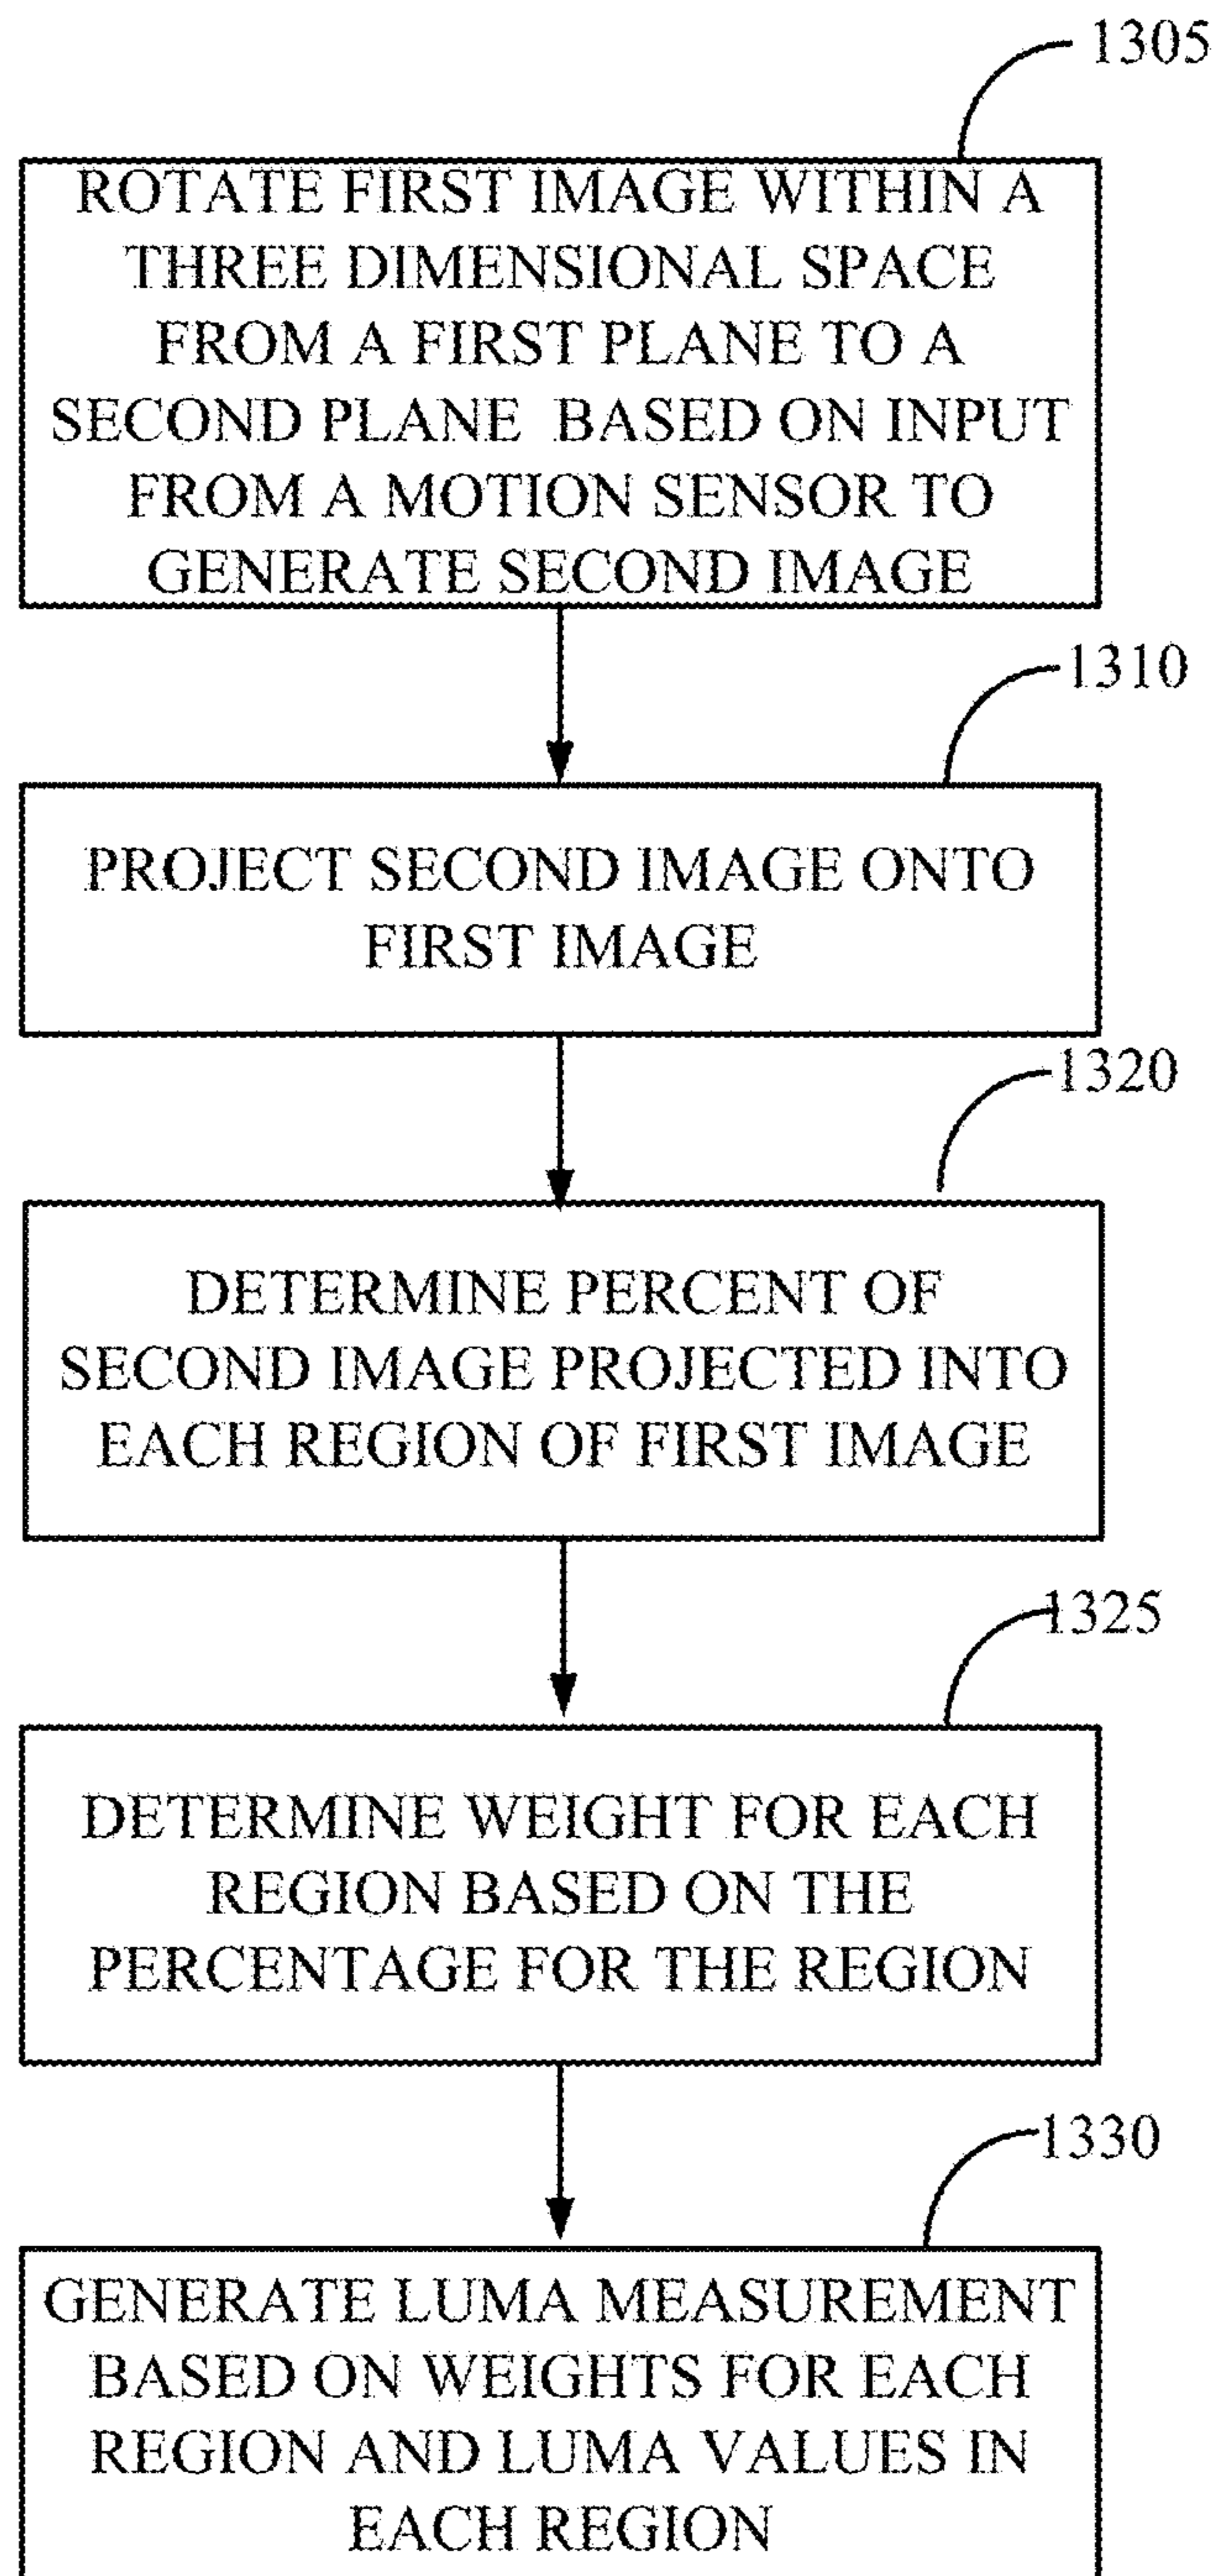 1305
ROTATE FIRST IMAGE WITHIN A
THREE DIMENSIONAL SPACE
FROM A FIRST PLANE TO A
SECOND PLANE BASED ON INPUT
FROM A MOTION SENSOR TO
GENERATE SECOND IMAGE
1310
PROJECT SECOND IMAGE ONTO
FIRST IMAGE
1320
DETERMINE PERCENT OF
SECOND IMAGE PROJECTED INTO
EACH REGION OF FIRST IMAGE
1325
DETERMINE WEIGHT FOR EACH
REGION BASED ON THE
PERCENTAGE FOR THE REGION
1330
GENERATE LUMA MEASUREMENT
BASED ON WEIGHTS FOR EACH
REGION AND LUMA VALUES IN
EACH REGION